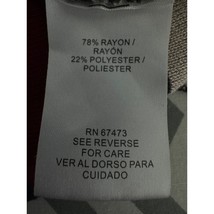 78% RAYON /
RAYÓN
22% POLYESTER /
POLIESTER
RN 67473
SEE REVERSE
FOR CARE
VER AL DORSO PARA
CUIDADO